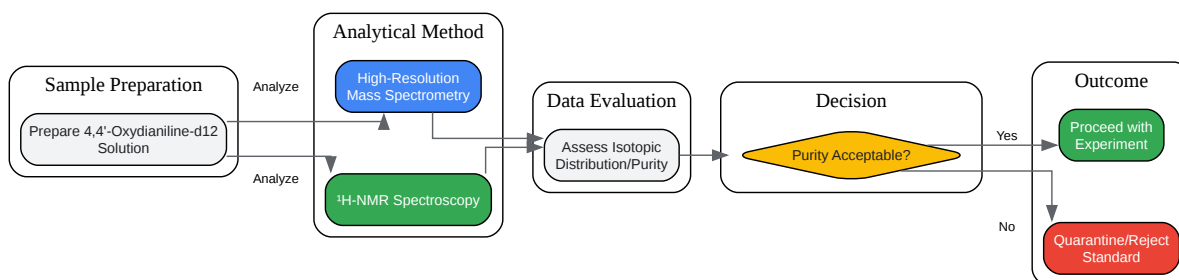 Sample Preparation
Prepare 4,4'-Oxydianiline-d12
Solution
Analyze
Analyze
Analytical Method
High-Resolution
Mass Spectrometry
¹H-NMR Spectroscopy
Data Evaluation
Assess Isotopic
Distribution/Purity
Decision
Purity Acceptable?
Yes
No
Outcome
Proceed with
Experiment
Quarantine/Reject
Standard